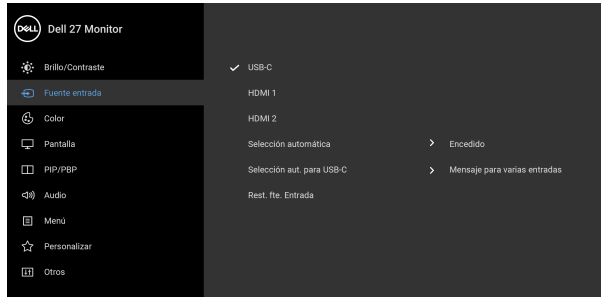 DELL Dell 27 Monitor
Brillo/Contraste
USB-C
Fuente entrada
HDMI 1
Color
HDMI 2
Pantalla
Selección automática
Encedido
PIP/PBP
Selección aut. para USB-C
Mensaje para varias entradas
Audio
Rest. fte. Entrada
Menú
Personalizar
Otros